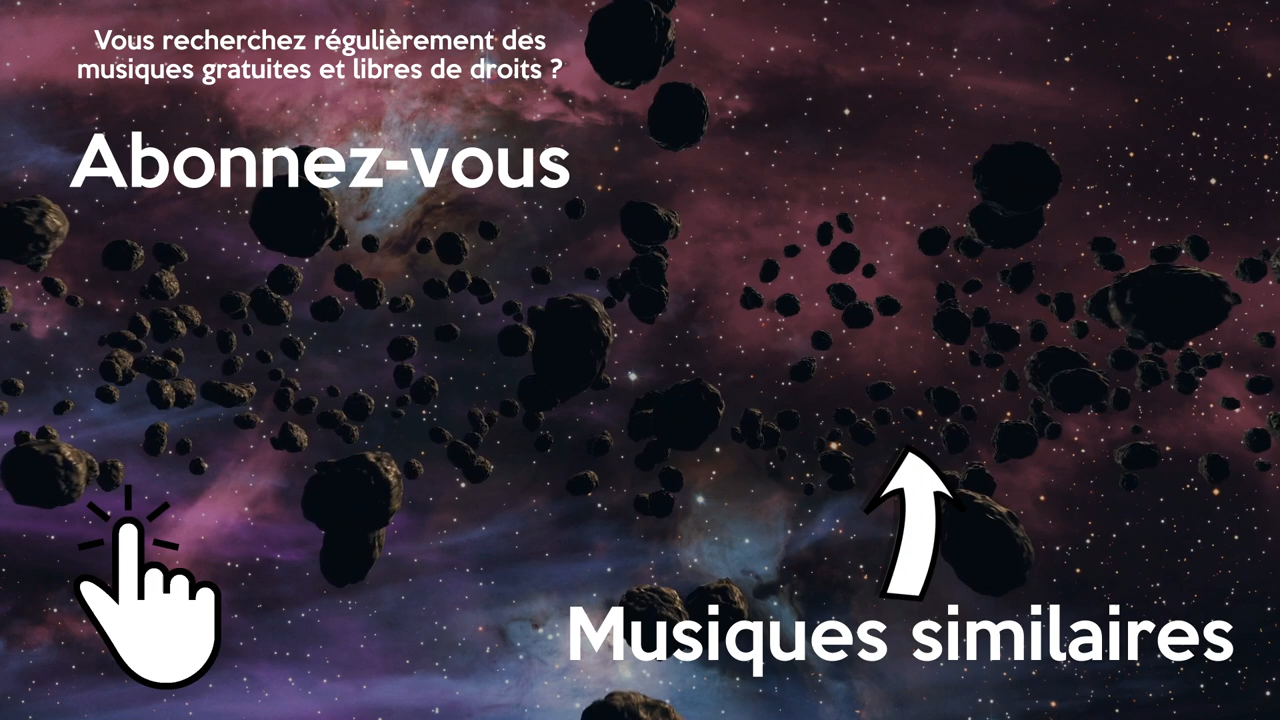 Vous recherchez régulièrement des
musiques gratuites et libres de droits ?
Abonnez-vous
Musiques similaires